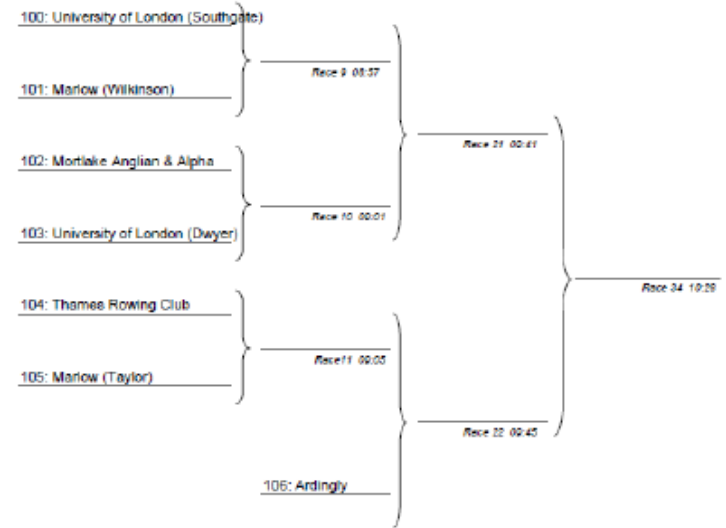 100: University of London (Southgate)
Race 9 08:57
101: Marlow (Wilkinson)
Race 21 09:41
102: Mortlake Anglian & Alpha
Race 10 09:01
103: University of London (Dwyer)
Race 34 10:28
104: Thames Rowing Club
Race11 09:05
105: Marlow (Taylor)
Race 22 09:45
106: Ardingly